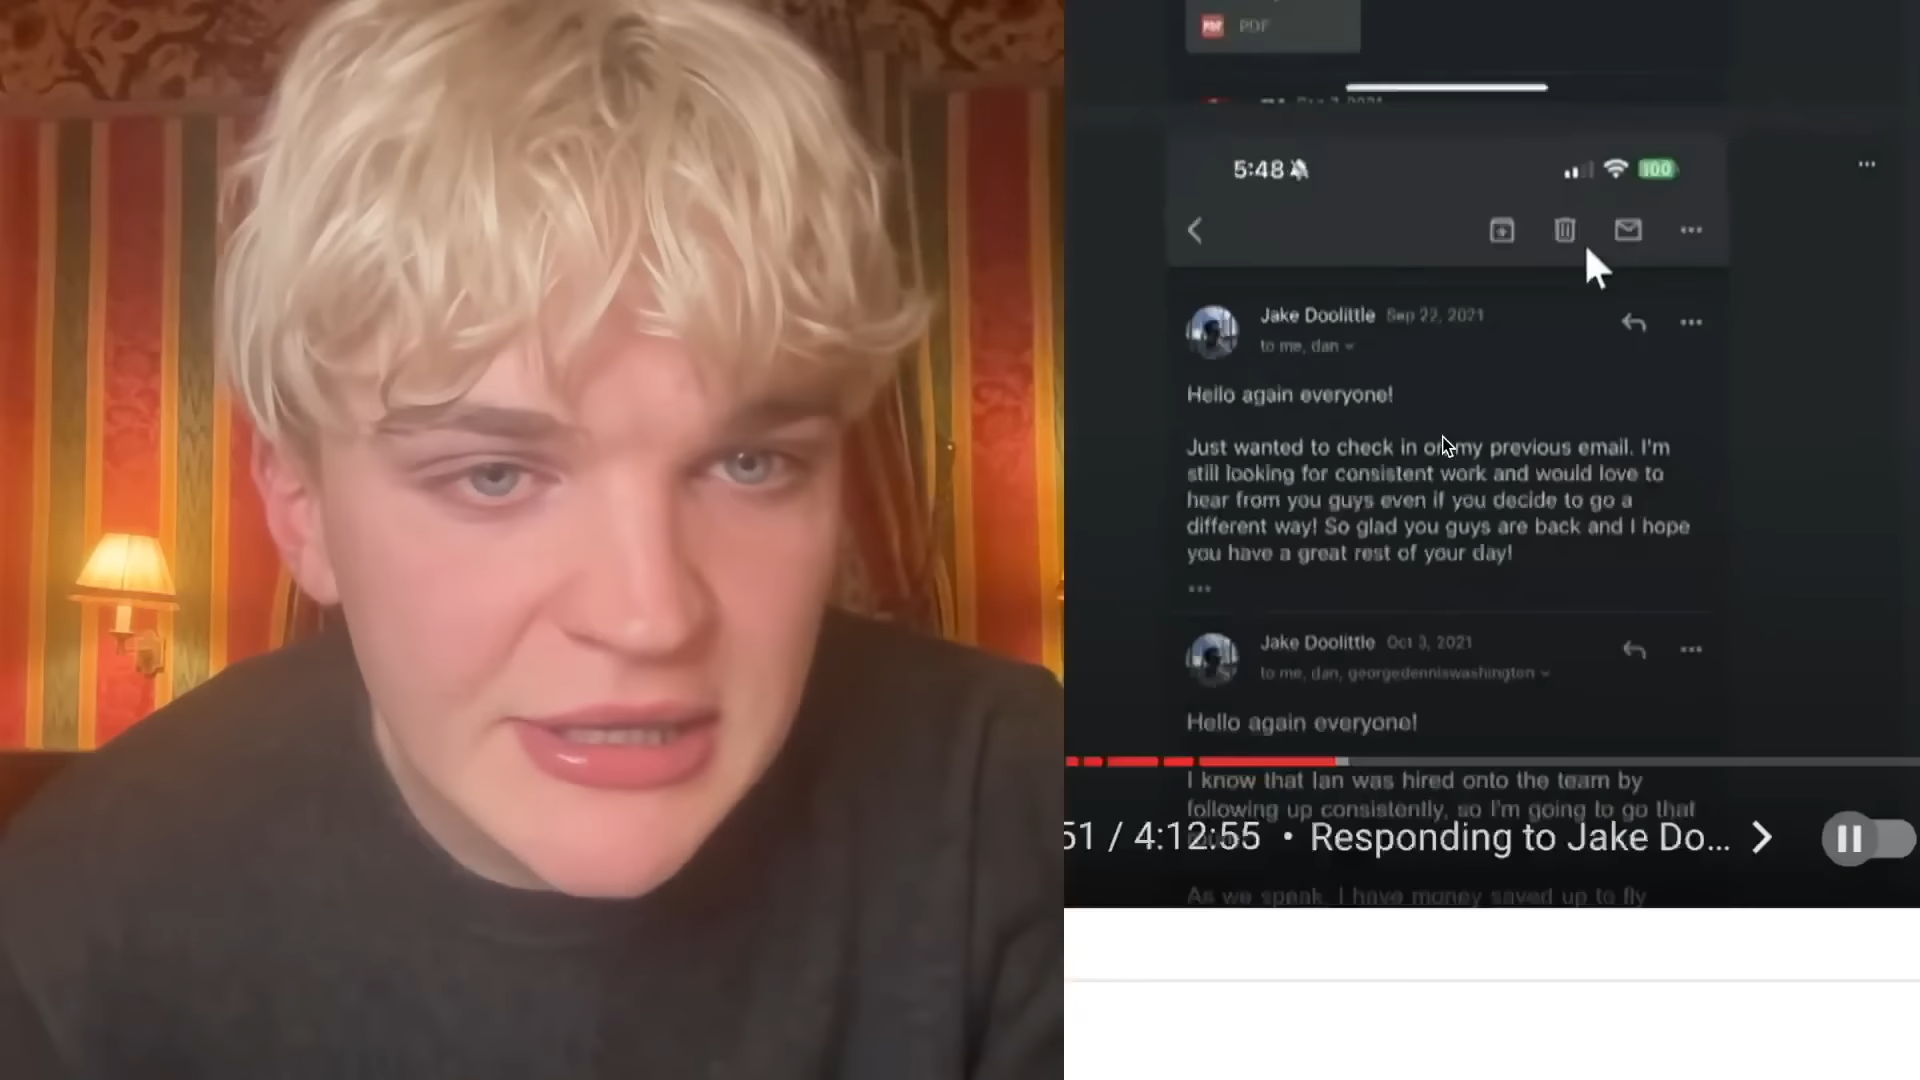 PDF
PDF
5:48
100
Jake Doolittle Sep 22, 2021
to me, dan
Hello again everyone!
Just wanted to check in on my previous email. I'm
still looking for consistent work and would love to
hear from you guys even if you decide to go a
different way! So glad you guys are back and I hope
you have a great rest of your day!
Jake Doolittle Oct 3, 2021
to me, dan, georgedenniswashington
Hello again everyone!
I know that Ian was hired onto the team by
following up consistently, so I'm going to go that
51 / 4:12:55 • Responding to Jake Do...
As we speak, I have money saved up to fly